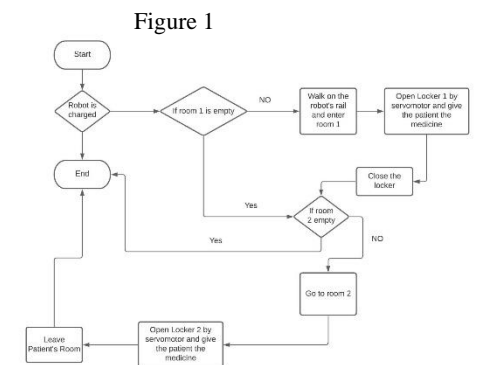 Figure 1
Start
Robot is
charged
If room 1 is empty
NO
Walk on the
robot's rail
and enter
room 1
Open Locker 1 by
servomotor and give
the patient the
medicine
End
Close the
locker
Yes
If room
2 empty
Yes
NO
Go to room 2
Open Locker 2 by
servomotor and give
the patient the
medicine
Leave
Patient's Room